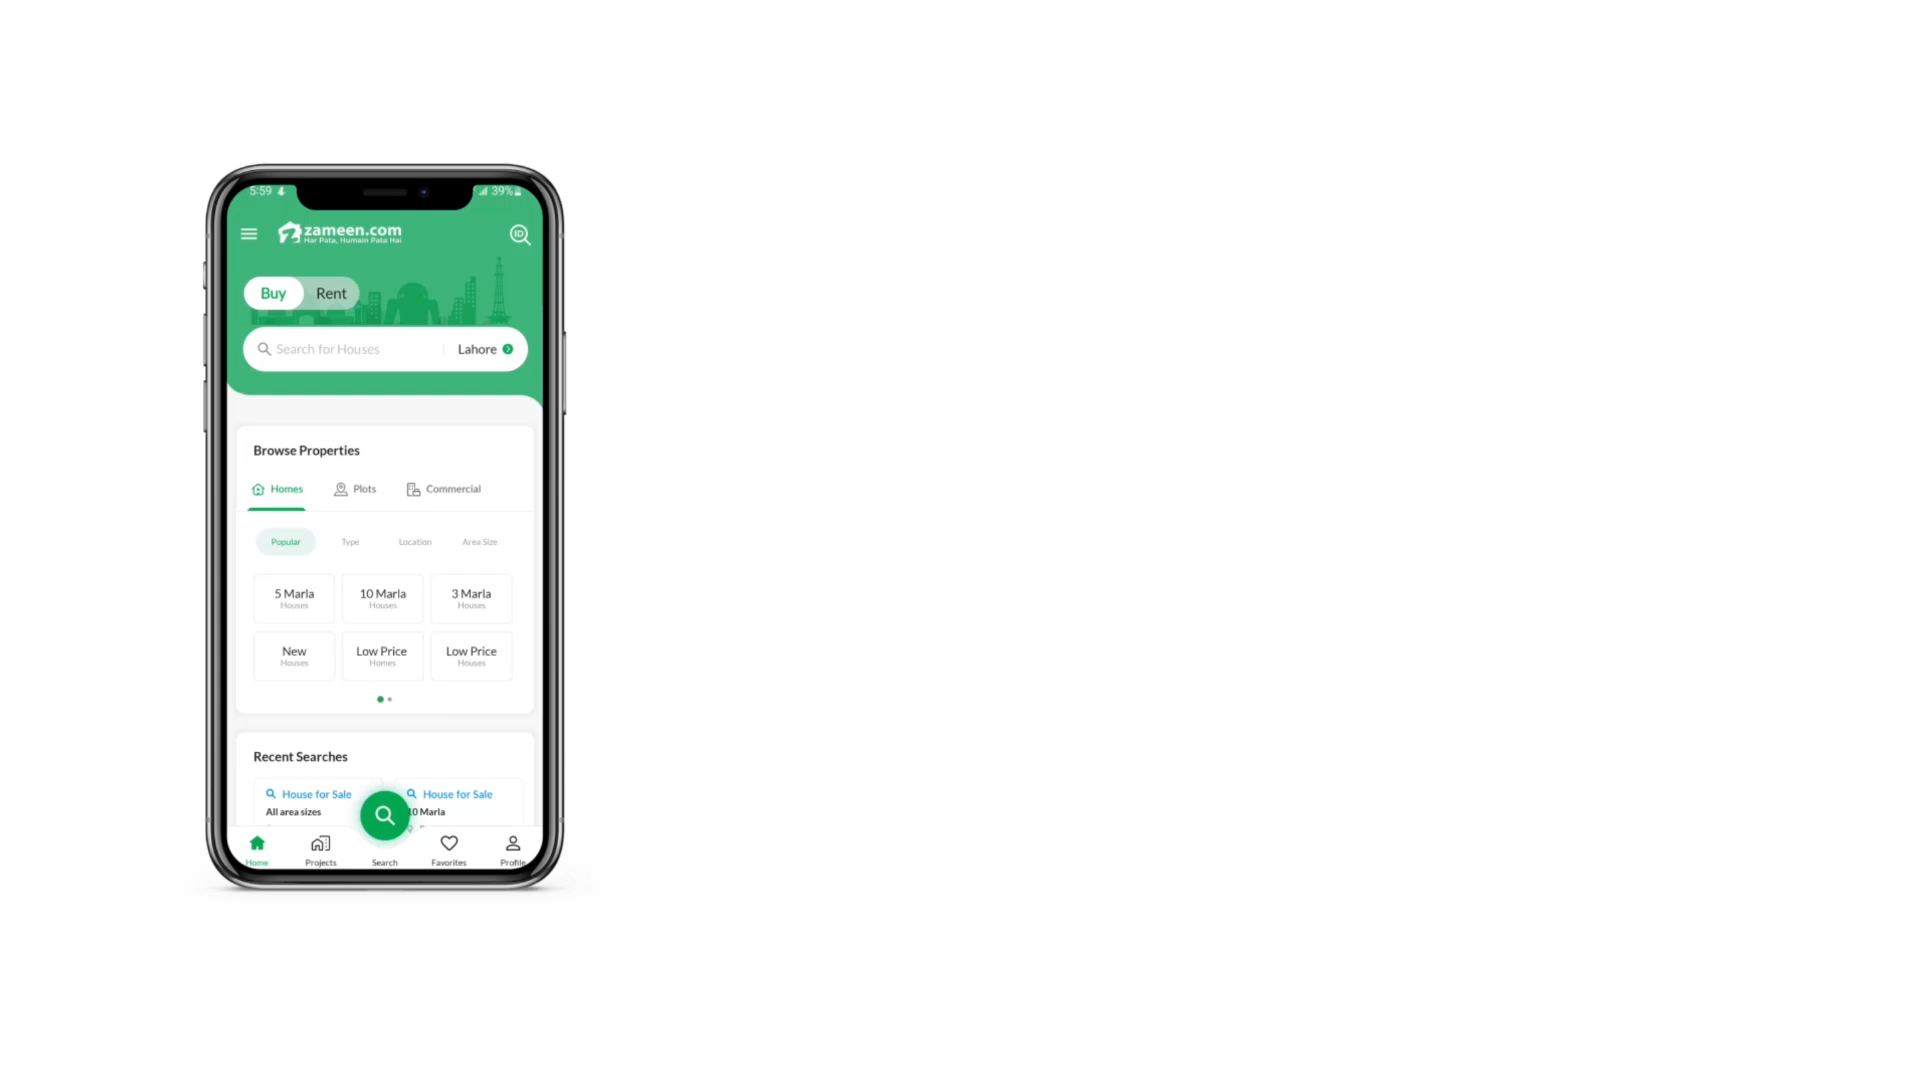 5:59 39%
zameen.com
Har Pata, Humain Pata Hai
ID
Buy Rent
Search for Houses Lahore
Browse Properties
Homes Plots Commercial
Popular Type Location Area Size
5 Marla 10 Marla 3 Marla
Houses Houses Houses
New Low Price Low Price
Houses Homes Houses
Recent Searches
House for Sale House for Sale
All area sizes 10 Marla
Home Projects Search Favorites Profile